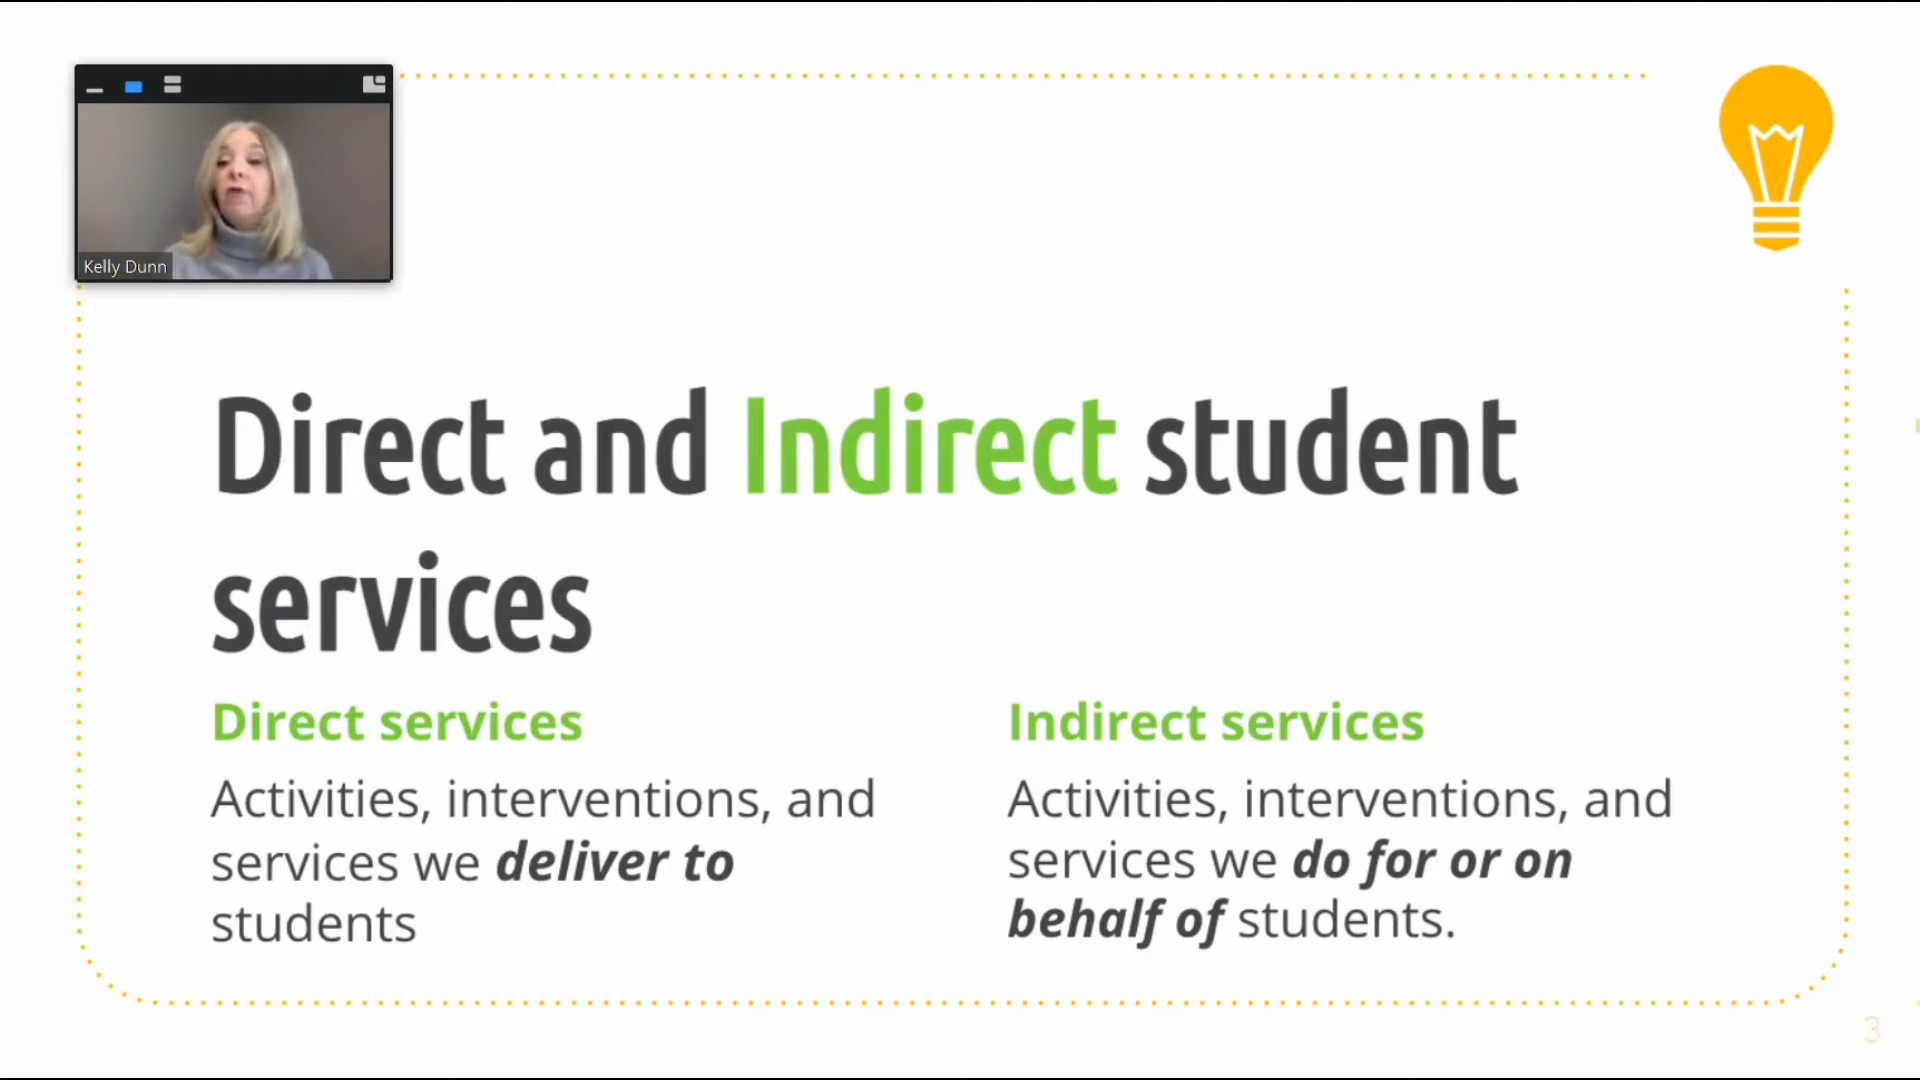 Kelly Dunn
Direct and Indirect student
services
Direct services
Activities, interventions, and
services we deliver to
students
Indirect services
Activities, interventions, and
services we do for or on
behalf of students.
3